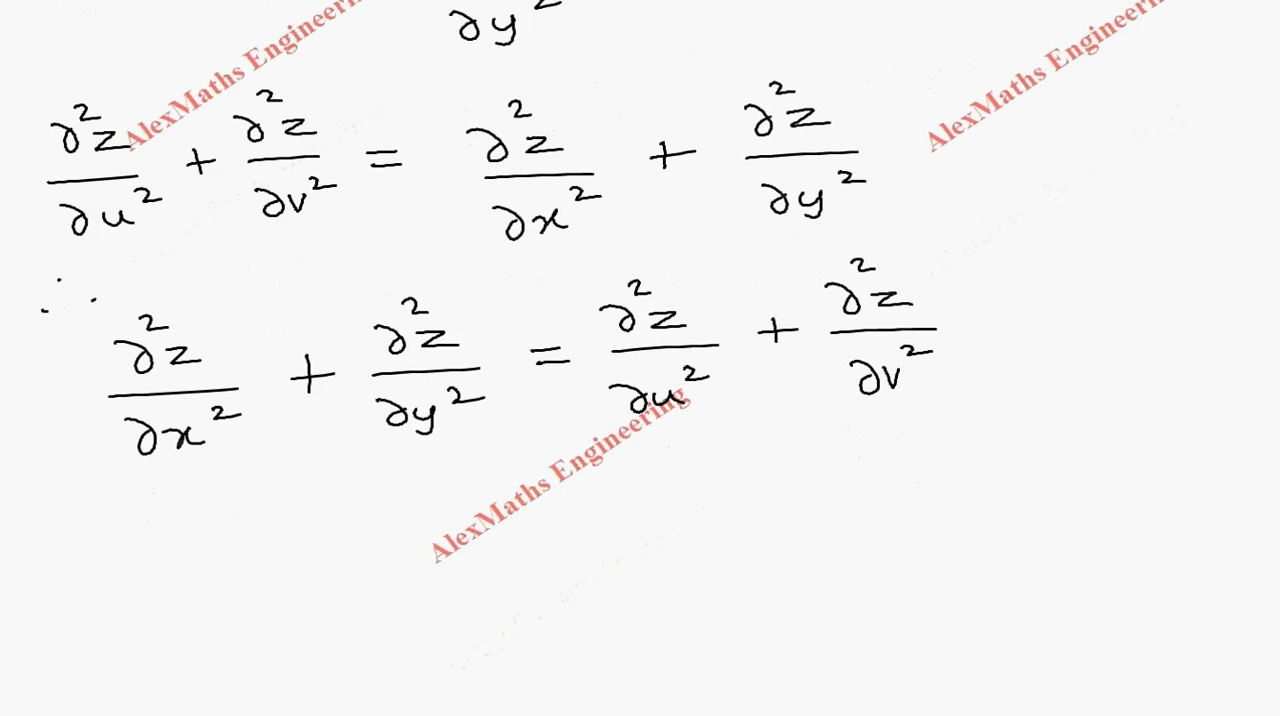 ∂y²
AlexMaths Engineering
AlexMaths Engineering
∂²z/∂u² + ∂²z/∂v² = ∂²z/∂x² + ∂²z/∂y²
∴ ∂²z/∂x² + ∂²z/∂y² = ∂²z/∂u² + ∂²z/∂v²
AlexMaths Engineering